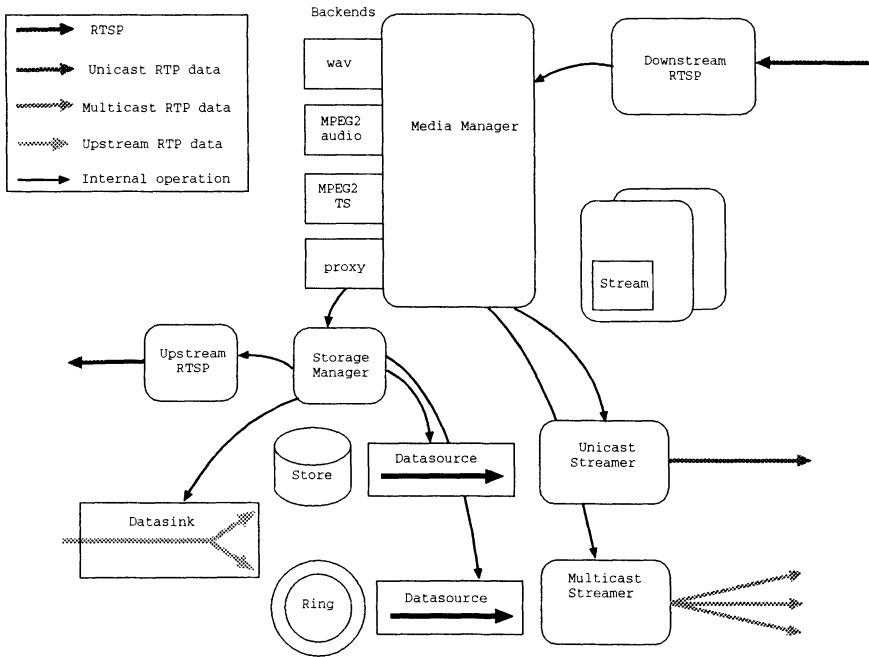 RTSP
Unicast RTP data
Multicast RTP data
Upstream RTP data
Internal operation
Backends
wav
MPEG2
audio
MPEG2
TS
proxy
Media Manager
Downstream
RTSP
Stream
Upstream
RTSP
Storage
Manager
Store
Datasource
Unicast
Streamer
Datasink
Ring
Datasource
Multicast
Streamer